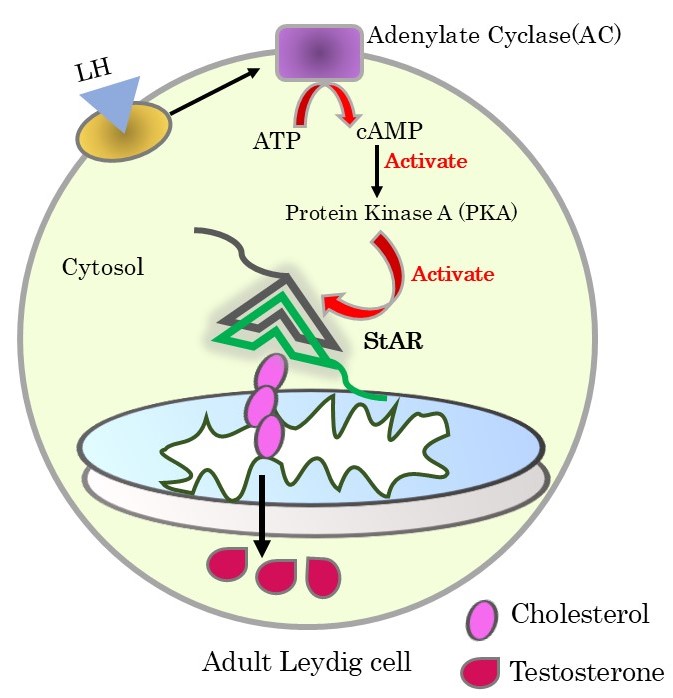 Adenylate Cyclase(AC)
LH
ATP
cAMP
Activate
Protein Kinase A (PKA)
Cytosol
Activate
StAR
Cholesterol
Adult Leydig cell
Testosterone